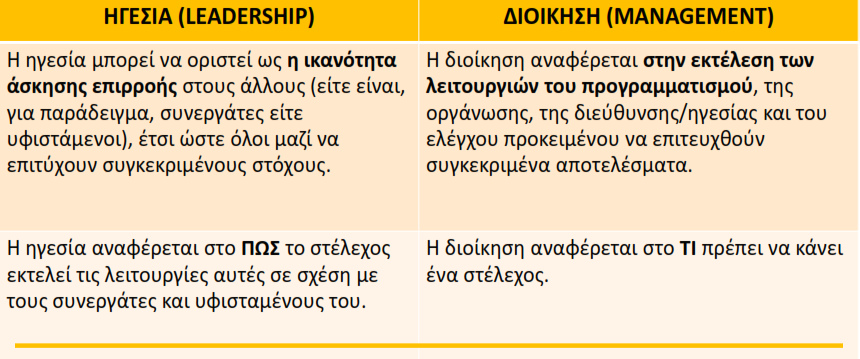 ΗΓΕΣΙΑ (LEADERSHIP)
ΔΙΟΙΚΗΣΗ (MANAGEMENT)
Η ηγεσία μπορεί να οριστεί ως η ικανότητα
άσκησης επιρροής στους άλλους (είτε είναι,
για παράδειγμα, συνεργάτες είτε
υφιστάμενοι), έτσι ώστε όλοι μαζί να
επιτύχουν συγκεκριμένους στόχους.
Η διοίκηση αναφέρεται στην εκτέλεση των
λειτουργιών του προγραμματισμού, της
οργάνωσης, της διεύθυνσης/ηγεσίας και του
ελέγχου προκειμένου να επιτευχθούν
συγκεκριμένα αποτελέσματα.
Η ηγεσία αναφέρεται στο ΠΩΣ το στέλεχος
εκτελεί τις λειτουργίες αυτές σε σχέση με
τους συνεργάτες και υφισταμένους του.
Η διοίκηση αναφέρεται στο ΤΙ πρέπει να κάνει
ένα στέλεχος.